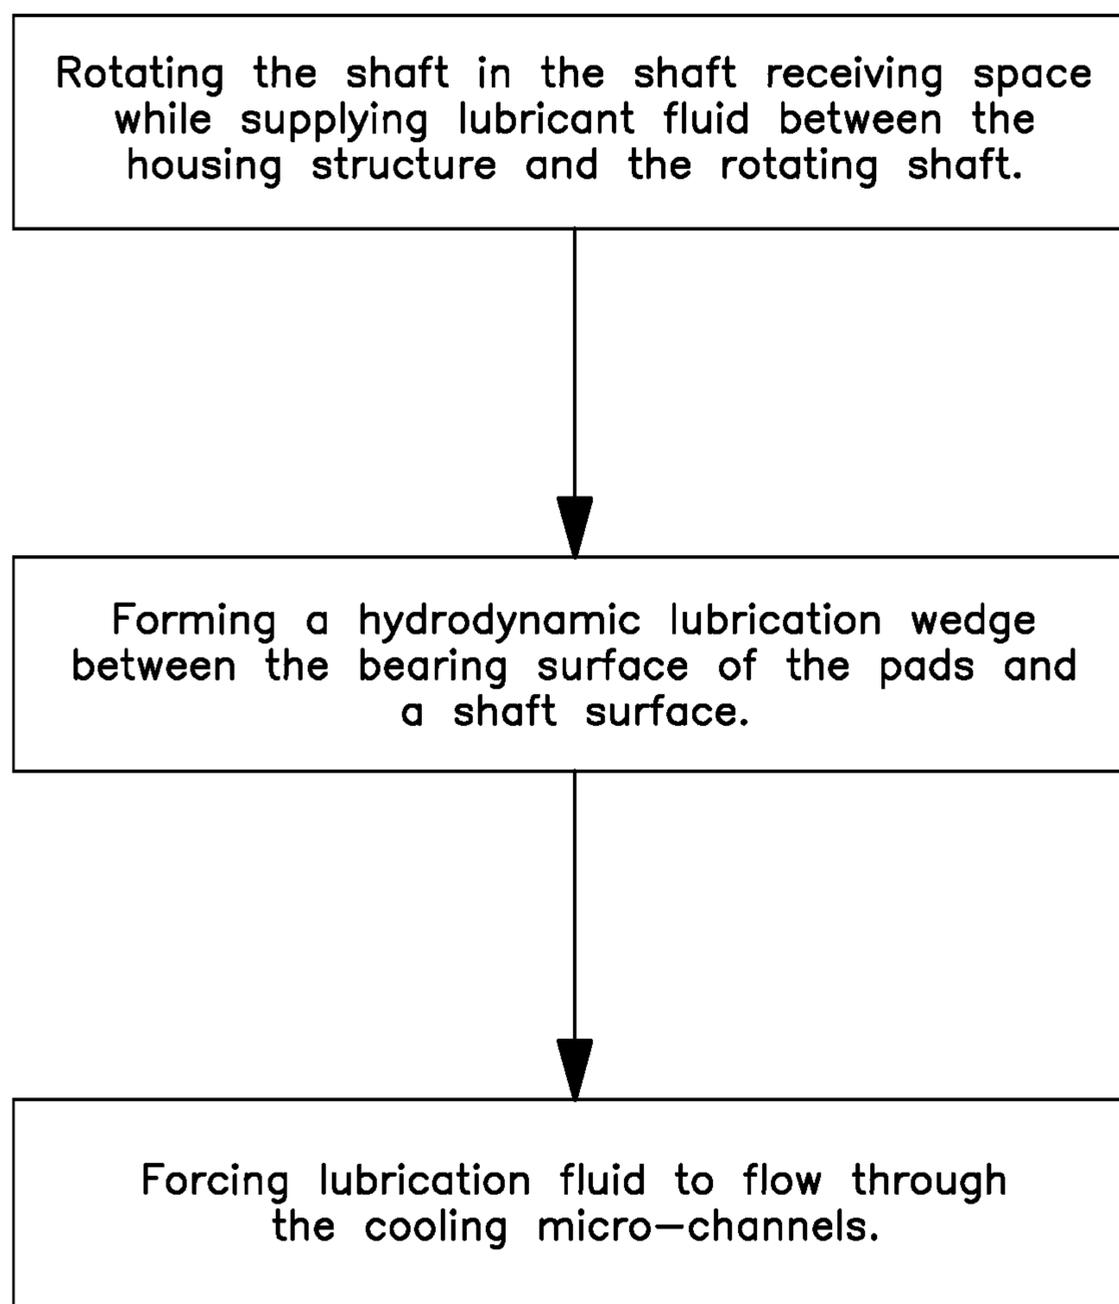 Rotating the shaft in the shaft receiving space
while supplying lubricant fluid between the
housing structure and the rotating shaft.
Forming a hydrodynamic lubrication wedge
between the bearing surface of the pads and
a shaft surface.
Forcing lubrication fluid to flow through
the cooling micro-channels.